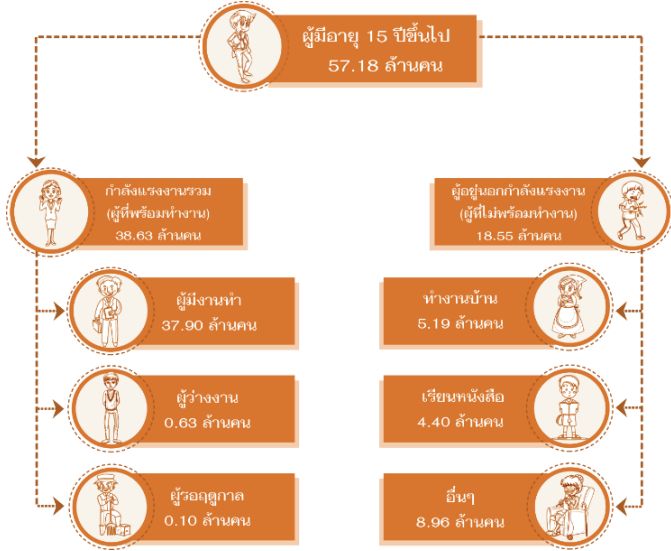 ผู้มีอายุ 15 ปีขึ้นไป
57.18 ล้านคน
กำลังแรงงานรวม
(ผู้ที่พร้อมทำงาน)
38.63 ล้านคน
ผู้มีงานทำ
37.90 ล้านคน
ผู้ว่างงาน
0.63 ล้านคน
ผู้รอฤดูกาล
0.10 ล้านคน
ผู้อยู่นอกกำลังแรงงาน
(ผู้ที่ไม่พร้อมทำงาน)
18.55 ล้านคน
ทำงานบ้าน
5.19 ล้านคน
เรียนหนังสือ
4.40 ล้านคน
อื่นๆ
8.96 ล้านคน